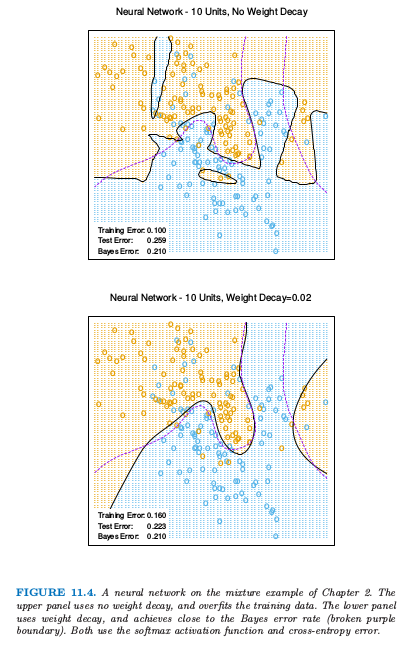 Neural Network - 10 Units, No Weight Decay
Training Error: 0.100
Test Error: 0.259
Bayes Error: 0.210
Neural Network - 10 Units, Weight Decay=0.02
Training Error: 0.160
Test Error: 0.223
Bayes Error: 0.210
FIGURE 11.4. A neural network on the mixture example of Chapter 2. The
upper panel uses no weight decay, and overfits the training data. The lower panel
uses weight decay, and achieves close to the Bayes error rate (broken purple
boundary). Both use the softmax activation function and cross-entropy error.